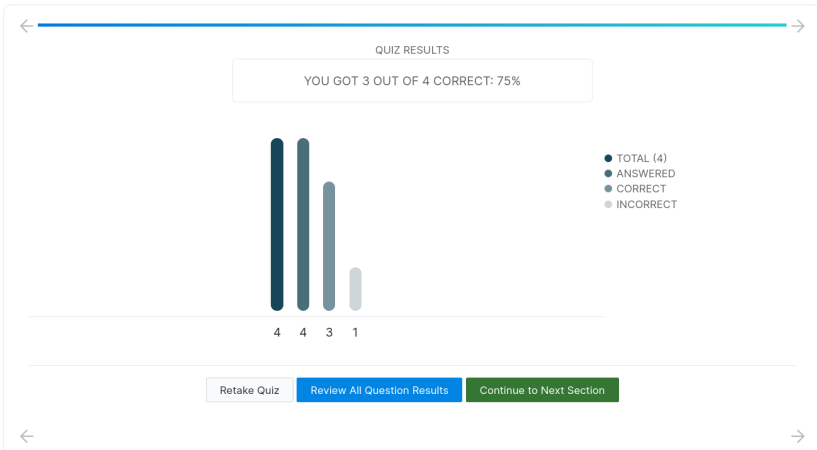 QUIZ RESULTS
YOU GOT 3 OUT OF 4 CORRECT: 75%
TOTAL (4)
ANSWERED
CORRECT
INCORRECT
4 4 3 1
Retake Quiz Review All Question Results Continue to Next Section